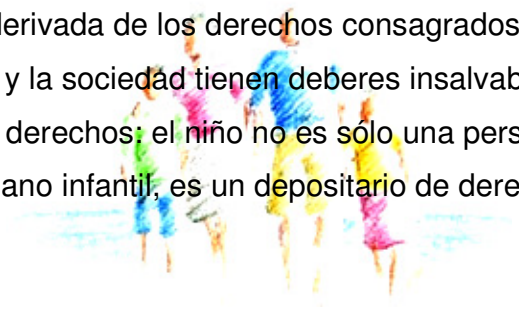 derivada de los derechos consagrados
y la sociedad tienen deberes insalvab
derechos: el niño no es sólo una pers
ano infantil, es un depositario de dere